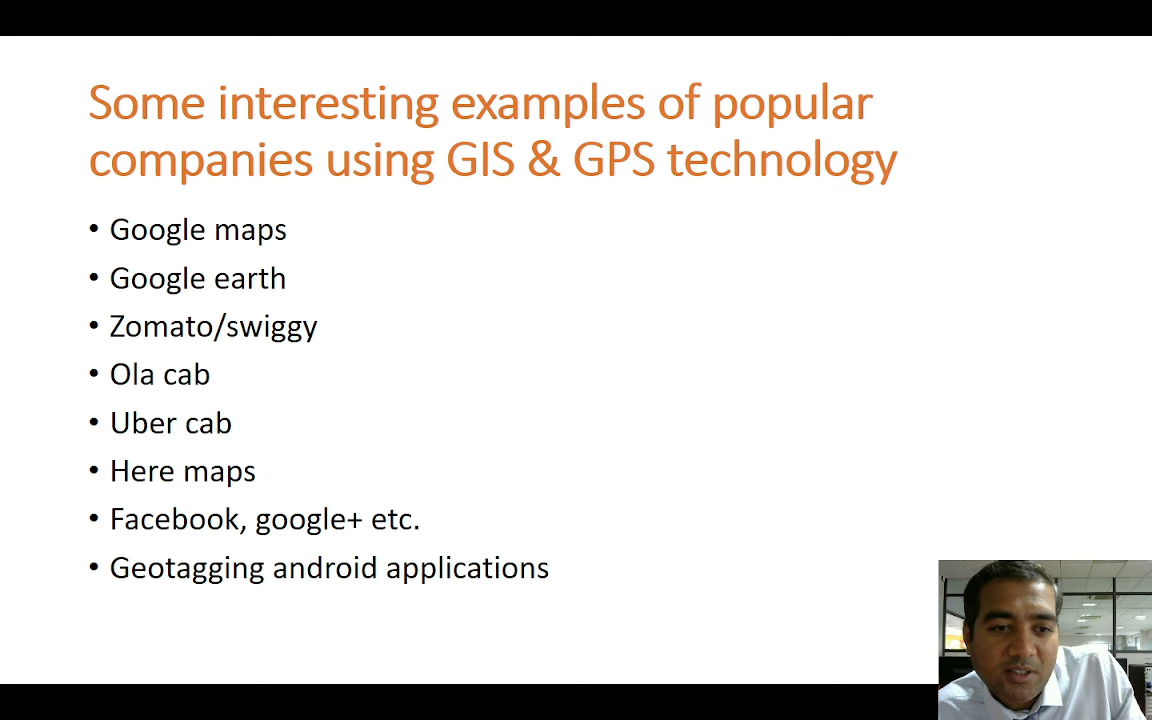 Some interesting examples of popular
companies using GIS & GPS technology
• Google maps
• Google earth
• Zomato/swiggy
• Ola cab
• Uber cab
• Here maps
• Facebook, google+ etc.
• Geotagging android applications